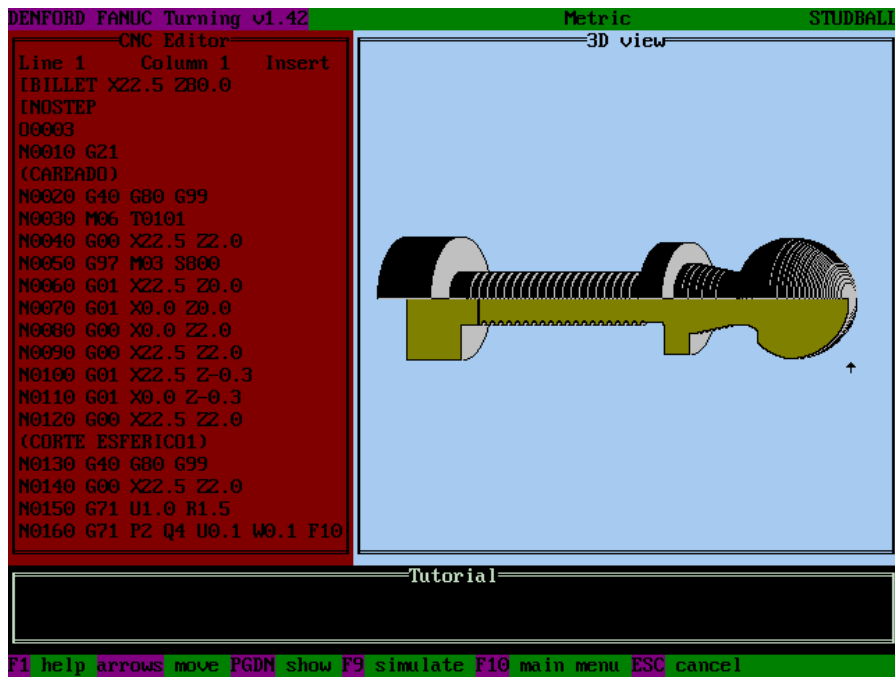 DENFORD FANUC Turning v1.42 Metric STUDBALL
CNC Editor
Line 1 Column 1 Insert
[BILLET X22.5 Z80.0
[NOSTEP
O0003
N0010 G21
(CAREADO)
N0020 G40 G80 G99
N0030 M06 T0101
N0040 G00 X22.5 Z2.0
N0050 G97 M03 S800
N0060 G01 X22.5 Z0.0
N0070 G01 X0.0 Z0.0
N0080 G00 X0.0 Z2.0
N0090 G00 X22.5 Z2.0
N0100 G01 X22.5 Z-0.3
N0110 G01 X0.0 Z-0.3
N0120 G00 X22.5 Z2.0
(CORTE ESFERICO1)
N0130 G40 G80 G99
N0140 G00 X22.5 Z2.0
N0150 G71 U1.0 R1.5
N0160 G71 P2 Q4 U0.1 W0.1 F10
3D view
Tutorial
F1 help arrows move PGDN show F9 simulate F10 main menu ESC cancel